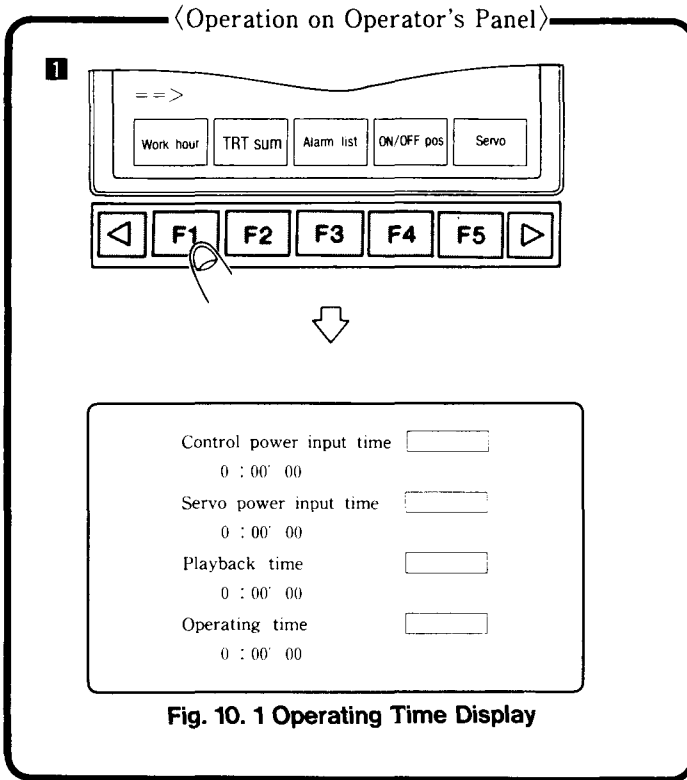 〈Operation on Operator's Panel〉
1
==>
Work hour TRT sum Alarm list ON/OFF pos Servo
F1 F2 F3 F4 F5
Control power input time
0 : 00' 00
Servo power input time
0 : 00' 00
Playback time
0 : 00' 00
Operating time
0 : 00' 00
Fig. 10. 1 Operating Time Display